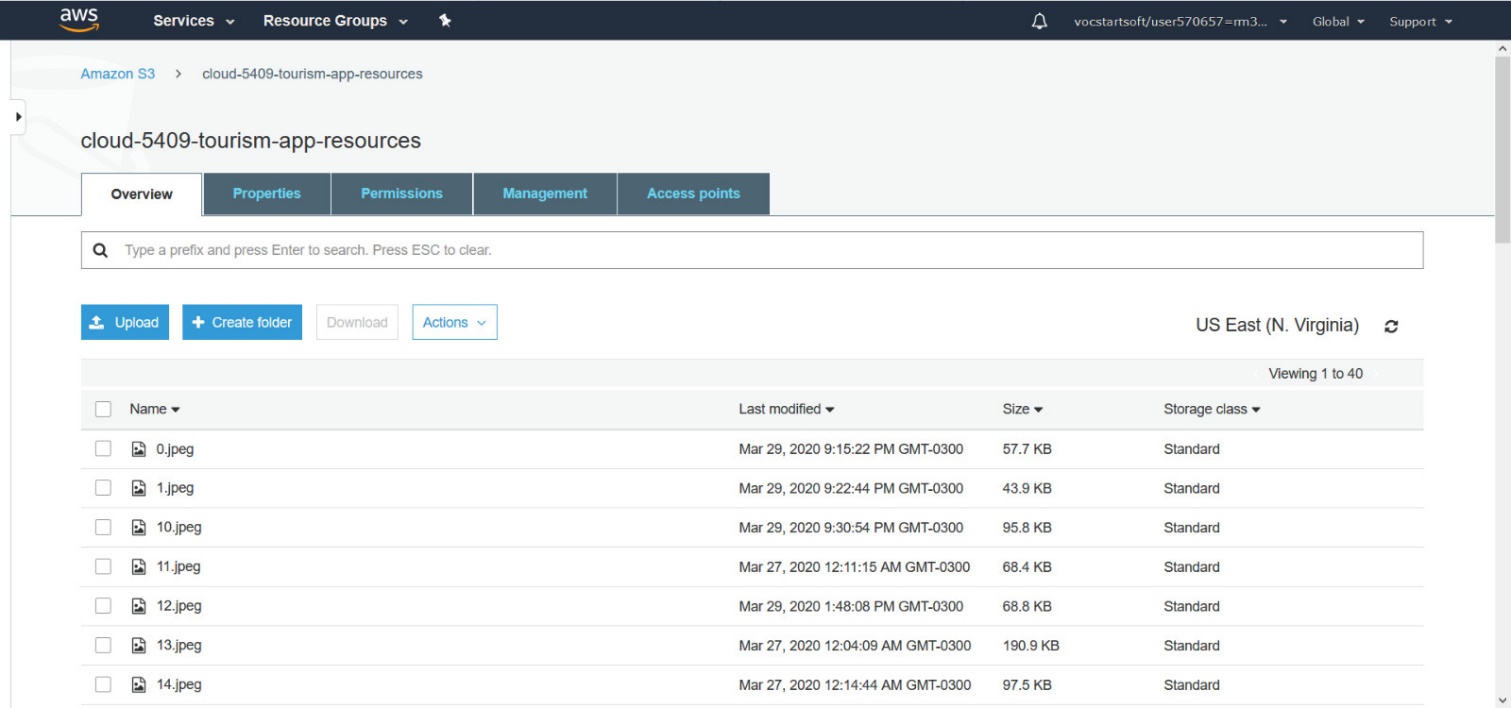 aws Services Resource Groups vocstartsoft/user570657=rm3... Global Support
Amazon S3 > cloud-5409-tourism-app-resources
cloud-5409-tourism-app-resources
Overview Properties Permissions Management Access points
Type a prefix and press Enter to search. Press ESC to clear.
Upload + Create folder Download Actions US East (N. Virginia)
Viewing 1 to 40
Name Last modified Size Storage class
0.jpeg Mar 29, 2020 9:15:22 PM GMT-0300 57.7 KB Standard
1.jpeg Mar 29, 2020 9:22:44 PM GMT-0300 43.9 KB Standard
10.jpeg Mar 29, 2020 9:30:54 PM GMT-0300 95.8 KB Standard
11.jpeg Mar 27, 2020 12:11:15 AM GMT-0300 68.4 KB Standard
12.jpeg Mar 29, 2020 1:48:08 PM GMT-0300 68.8 KB Standard
13.jpeg Mar 27, 2020 12:04:09 AM GMT-0300 190.9 KB Standard
14.jpeg Mar 27, 2020 12:14:44 AM GMT-0300 97.5 KB Standard